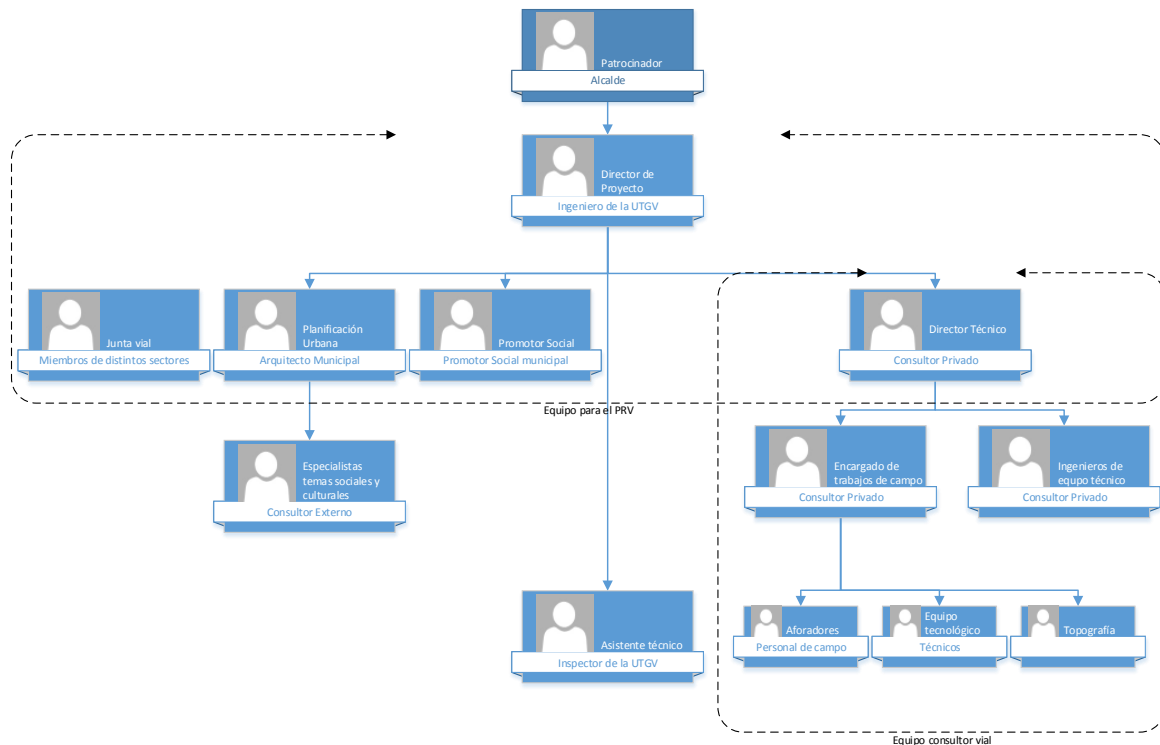 Patrocinador
Alcalde
Director de
Proyecto
Ingeniero de la UTGV
Junta vial
Miembros de distintos sectores
Planificación
Urbana
Arquitecto Municipal
Promotor Social
Promotor Social municipal
Director Técnico
Consultor Privado
Equipo para el PRV
Especialistas
temas sociales y
culturales
Consultor Externo
Encargado de
trabajos de campo
Consultor Privado
Ingenieros de
equpo técnico
Consultor Privado
Asistente técnico
Inspector de la UTGV
Aforadores
Personal de campo
Equipo
tecnológico
Técnicos
Topografía
Equipo consultor vial